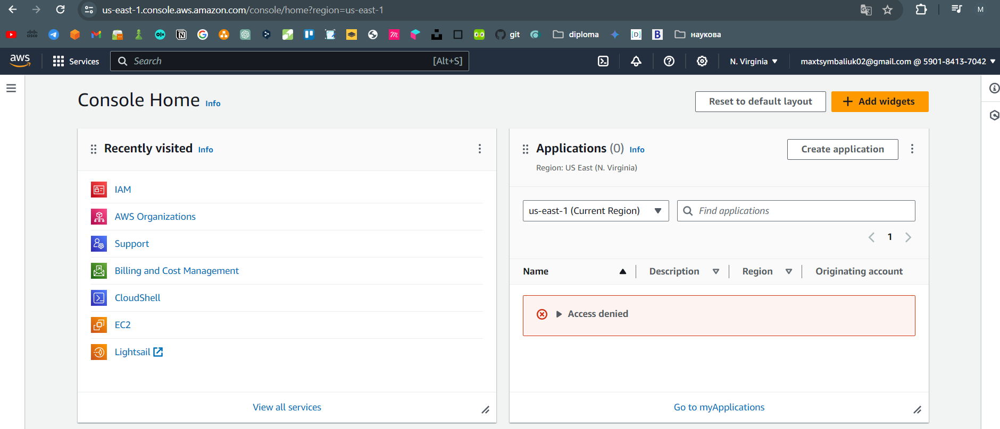 us-east-1.console.aws.amazon.com/console/home?region=us-east-1
M
git
diploma
наукова
aws
Services
Search
[Alt+S]
N. Virginia
maxtsymbaliuk02@gmail.com @ 5901-8413-7042
Console Home Info
Reset to default layout
Add widgets
Recently visited Info
IAM
AWS Organizations
Support
Billing and Cost Management
CloudShell
EC2
Lightsail
View all services
Applications (0) Info
Create application
Region: US East (N. Virginia)
us-east-1 (Current Region)
Find applications
1
Name Description Region Originating account
Access denied
Go to myApplications